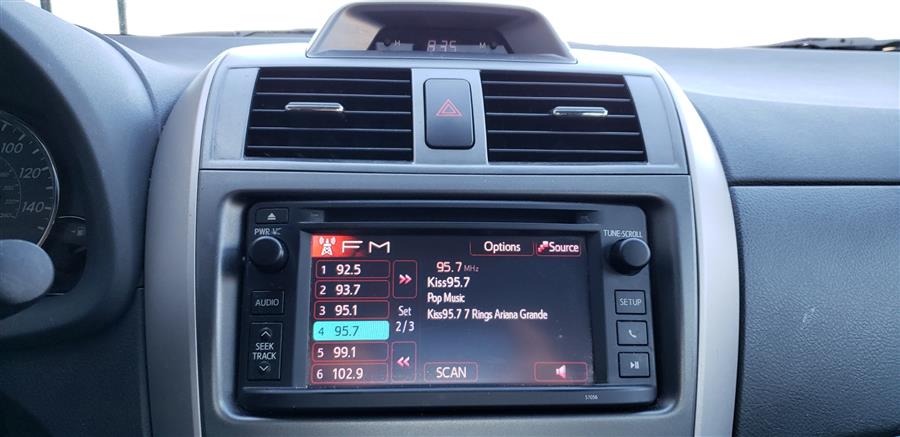 H 8:35 M
100
120
140
PWR
TUNE·SCROLL
FM
Options
Source
1 92.5
2 93.7
3 95.1
4 95.7
5 99.1
6 102.9
Set
2/3
95.7 MHz
Kiss95.7
Pop Music
Kiss95.7 7 Rings Ariana Grande
SCAN
AUDIO
SEEK
TRACK
SETUP
57056